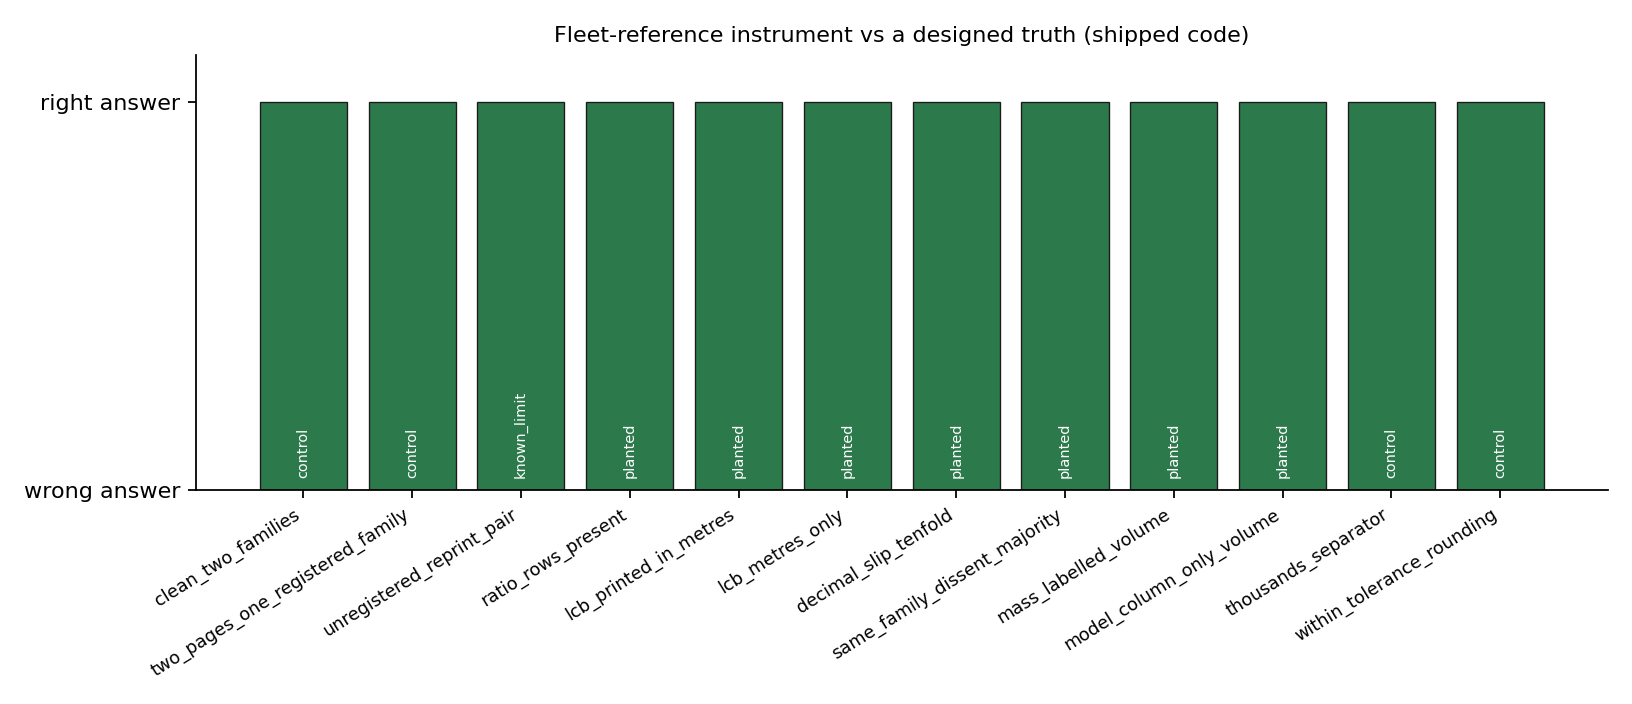 Fleet-reference instrument vs a designed truth (shipped code)
right answer
wrong answer
control
control
known_limit
planted
planted
planted
planted
planted
planted
planted
control
control
clean_two_families
two_pages_one_registered_family
unregistered_reprint_pair
ratio_rows_present
lcb_printed_in_metres
lcb_metres_only
decimal_slip_tenfold
same_family_dissent_majority
mass_labelled_volume
model_column_only_volume
thousands_separator
within_tolerance_rounding